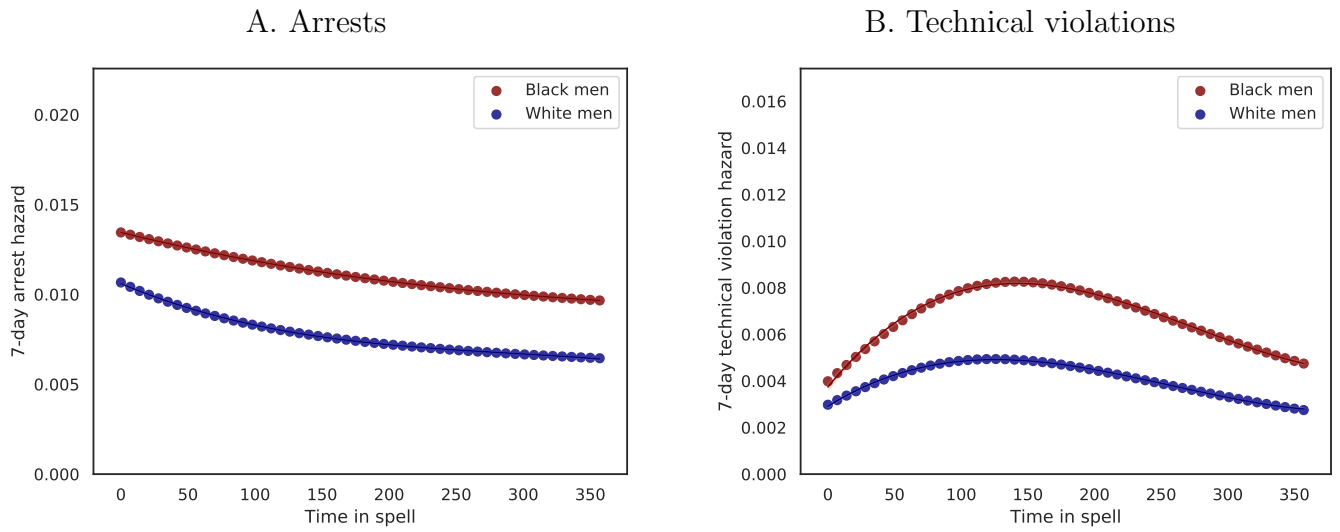 A. Arrests
Black men
White men
0.020
0.015
0.010
0.005
0.000
7-day arrest hazard
0 50 100 150 200 250 300 350
Time in spell
B. Technical violations
Black men
White men
0.016
0.014
0.012
0.010
0.008
0.006
0.004
0.002
0.000
7-day technical violation hazard
0 50 100 150 200 250 300 350
Time in spell